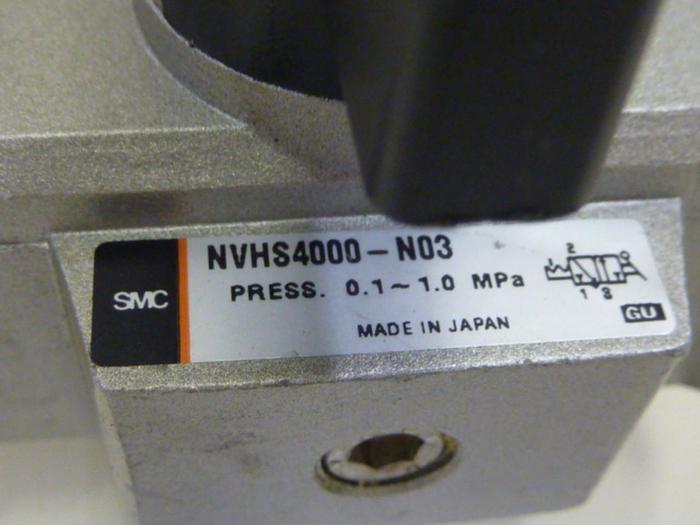 SMC
NVHS4000-N03
PRESS. 0.1~1.0 MPa
2
1 3
GU
MADE IN JAPAN